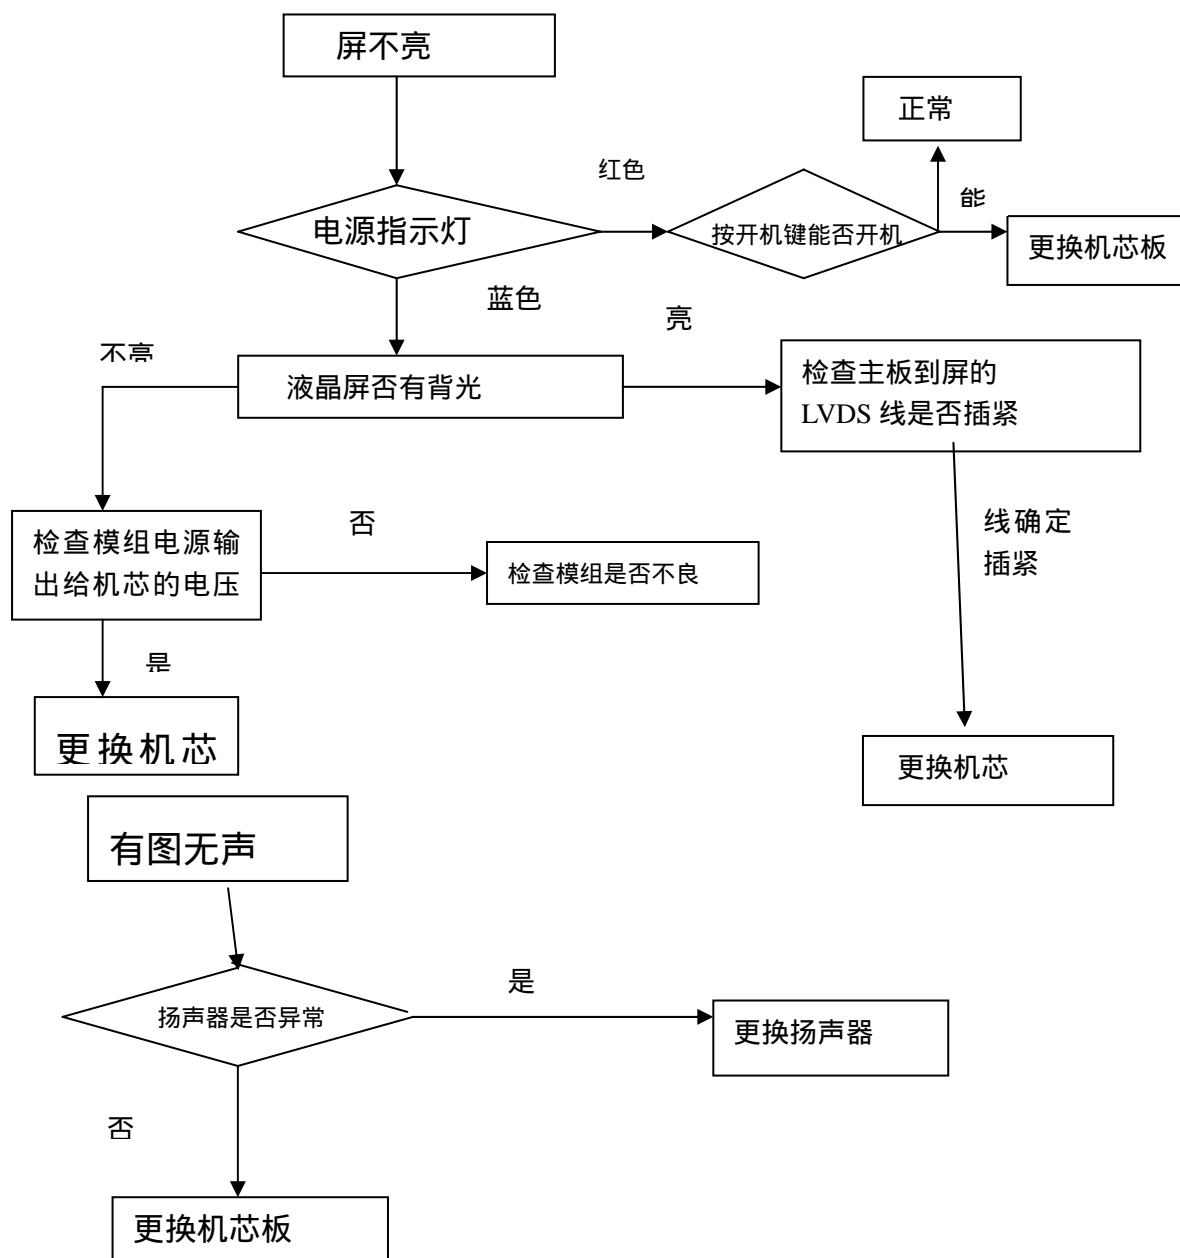 屏不亮
正常
红色
能
电源指示灯
按开机键能否开机
更换机芯板
蓝色
亮
不亮
液晶屏否有背光
检查主板到屏的
LVDS 线是否插紧
否
线确定
插紧
检查模组电源输
出给机芯的电压
检查模组是否不良
是
更换机芯
更换机芯
有图无声
是
扬声器是否异常
更换扬声器
否
更换机芯板